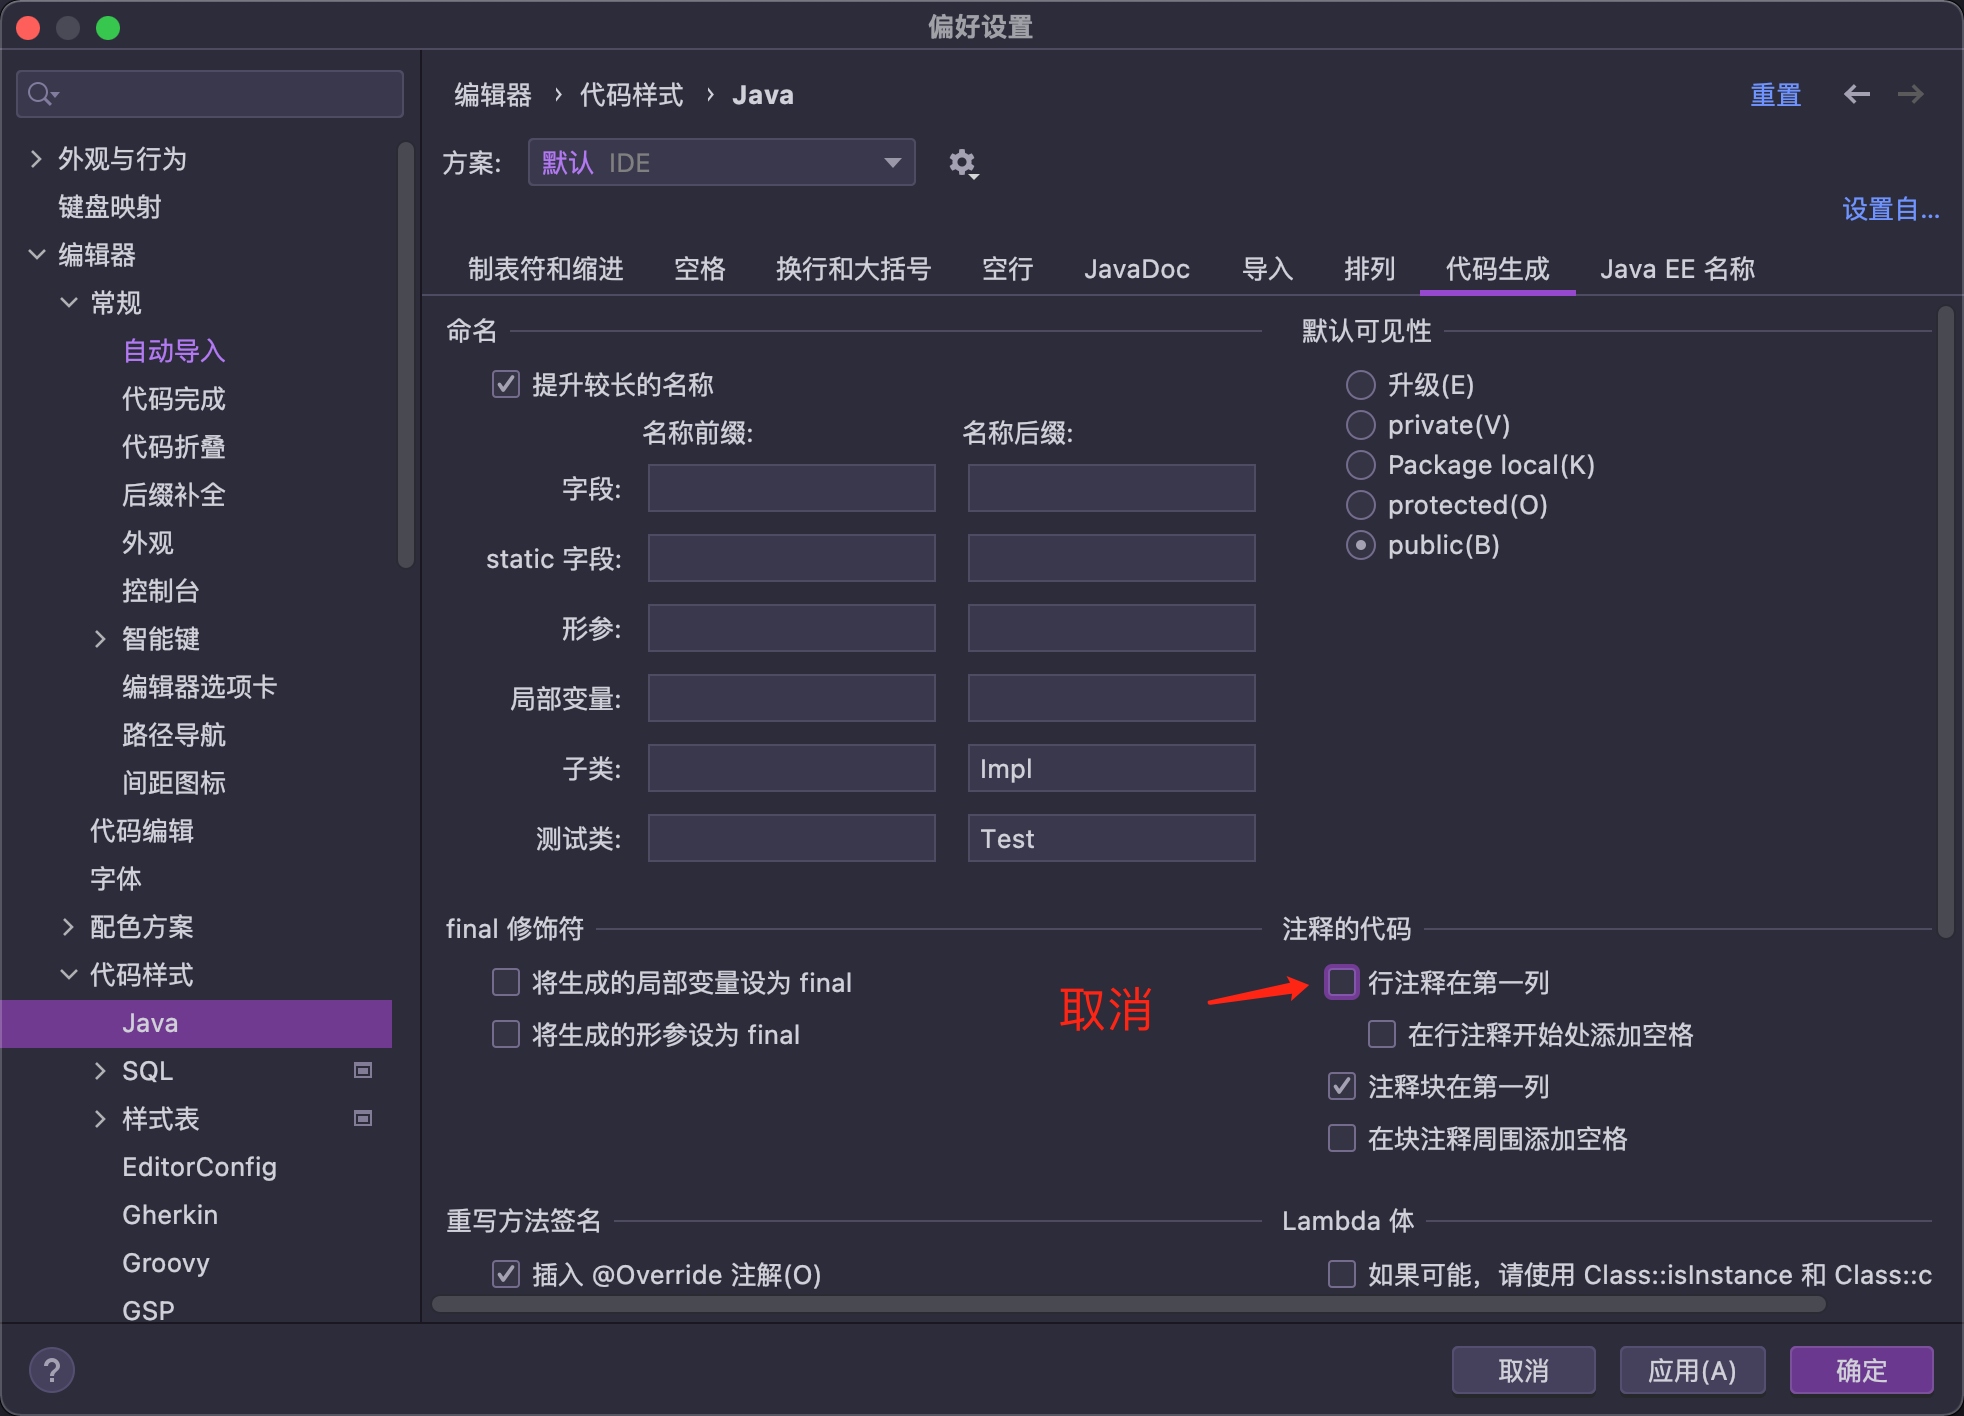 偏好设置
编辑器 › 代码样式 › Java
重置
方案:
默认 IDE
设置自...
外观与行为
键盘映射
编辑器
常规
自动导入
代码完成
代码折叠
后缀补全
外观
控制台
智能键
编辑器选项卡
路径导航
间距图标
代码编辑
字体
配色方案
代码样式
Java
SQL
样式表
EditorConfig
Gherkin
Groovy
GSP
制表符和缩进 空格 换行和大括号 空行 JavaDoc 导入 排列 代码生成 Java EE 名称
命名
提升较长的名称
名称前缀: 名称后缀:
字段:
static 字段:
形参:
局部变量:
子类: Impl
测试类: Test
默认可见性
升级(E)
private(V)
Package local(K)
protected(O)
public(B)
final 修饰符
将生成的局部变量设为 final
将生成的形参设为 final
注释的代码
取消
行注释在第一列
在行注释开始处添加空格
注释块在第一列
在块注释周围添加空格
重写方法签名
插入 @Override 注解(O)
Lambda 体
如果可能，请使用 Class::isInstance 和 Class::c
?
取消 应用(A) 确定